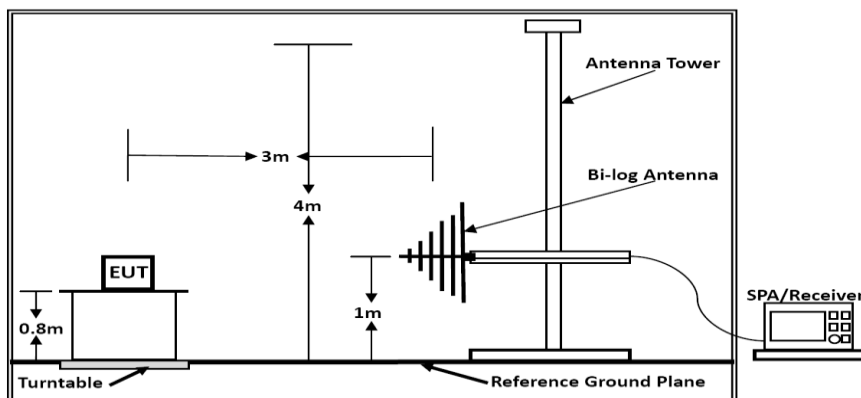 Antenna Tower
3m
Bi-log Antenna
4m
EUT
SPA/Receiver
0.8m
1m
Turntable
Reference Ground Plane